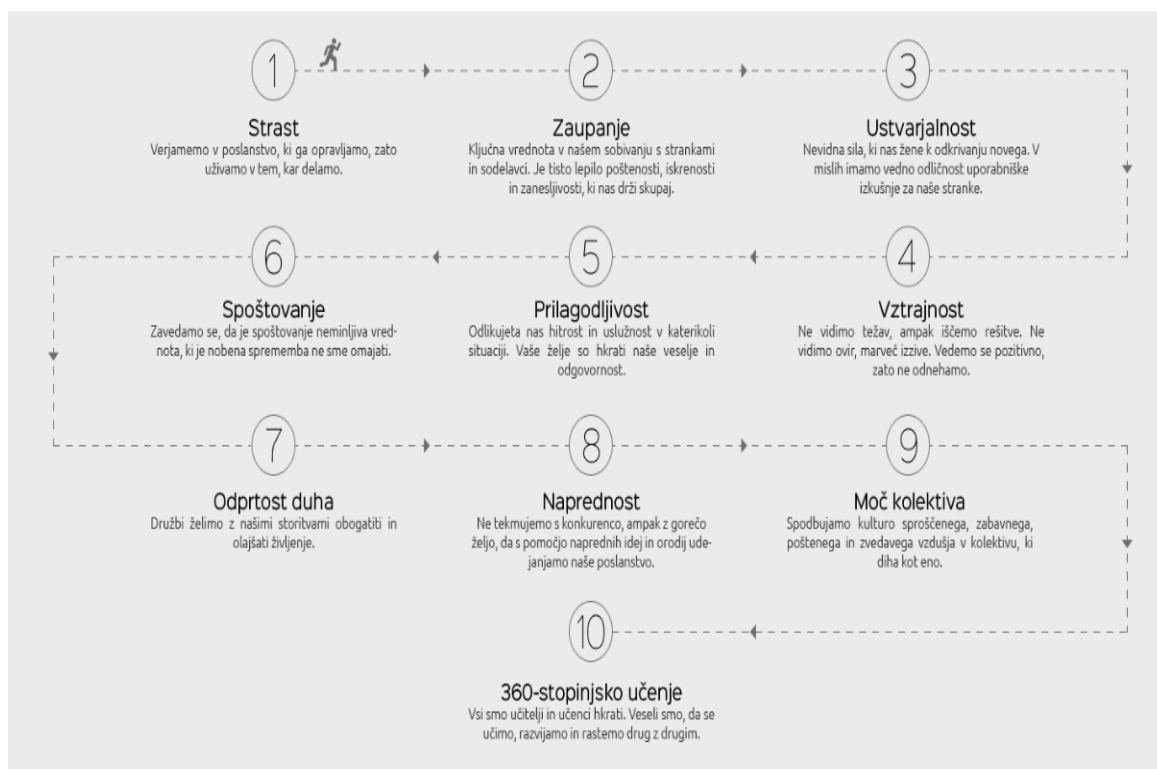 1
Strast
Verjamemo v poslanstvo, ki ga opravljamo, zato
uživamo v tem, kar delamo.
2
Zaupanje
Ključna vrednota v našem sobivanju s strankami
in sodelavci. Je tisto lepilo poštenosti, iskrenosti
in zanesljivosti, ki nas drži skupaj.
3
Ustvarjalnost
Nevidna sila, ki nas žene k odkrivanju novega. V
mislih imamo vedno odličnost uporabniške
izkušnje za naše stranke.
4
Vztrajnost
Ne vidimo težav, ampak iščemo rešitve. Ne
vidimo ovir, marveč izzive. Vedemo se pozitivno,
zato ne odnehamo.
5
Prilagodljivost
Odlikujeta nas hitrost in uslužnost v katerikoli
situaciji. Vaše želje so hkrati naše veselje in
odgovornost.
6
Spoštovanje
Zavedamo se, da je spoštovanje neminljiva vred-
nota, ki je nobena sprememba ne sme omajati.
7
Odprtost duha
Družbi želimo z našimi storitvami obogatiti in
olajšati življenje.
8
Naprednost
Ne tekmujemo s konkurenco, ampak z gorečo
željo, da s pomočjo naprednih idej in orodij ude-
janjamo naše poslanstvo.
9
Moč kolektiva
Spodbujamo kulturo sproščenega, zabavnega,
poštenega in zvedavega vzdušja v kolektivu, ki
diha kot eno.
10
360-stopinjsko učenje
Vsi smo učitelji in učenci hkrati. Veseli smo, da se
učimo, razvijamo in rastemo drug z drugim.